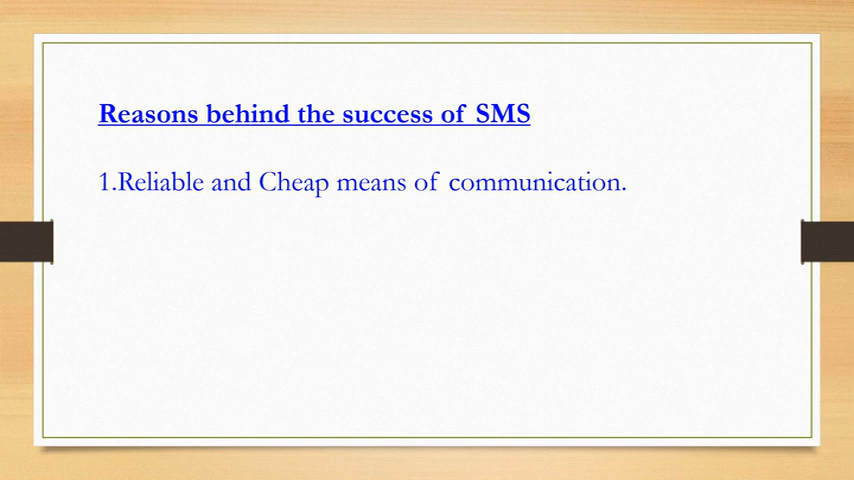 Reasons behind the success of SMS
1.Reliable and Cheap means of communication.